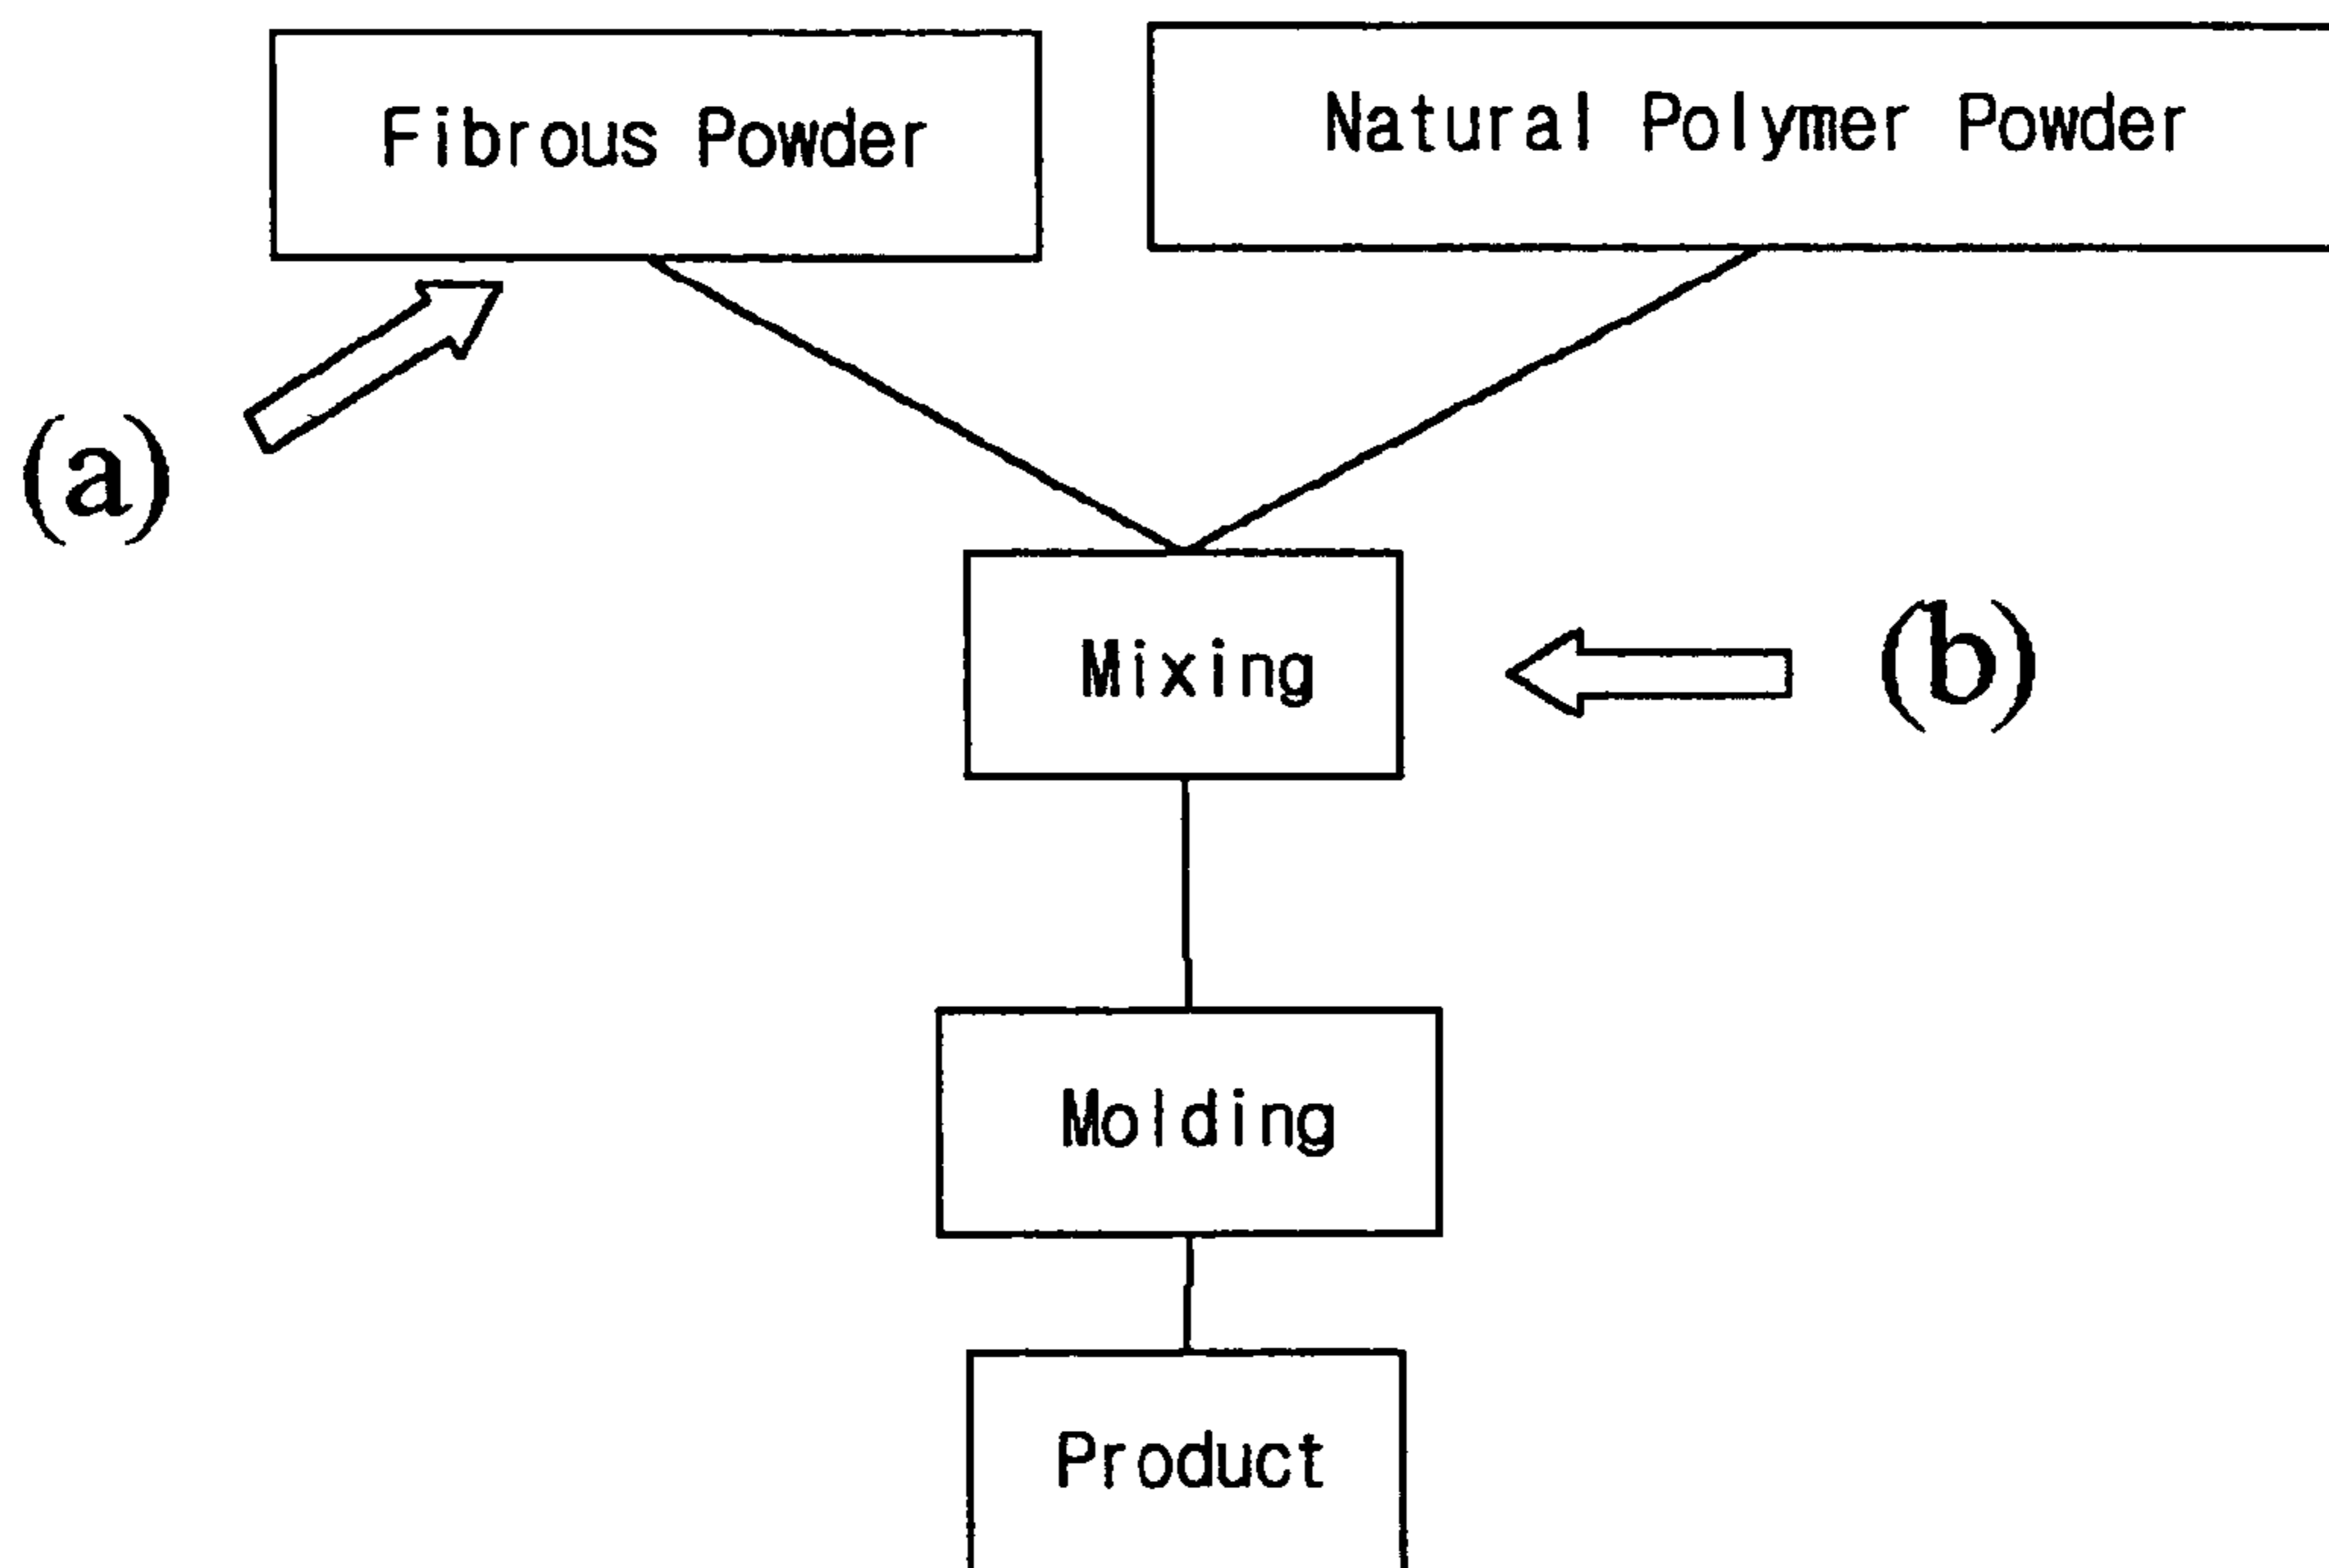 Fibrous Powder
Natural Polymer Powder
(a)
Mixing
(b)
Molding
Product